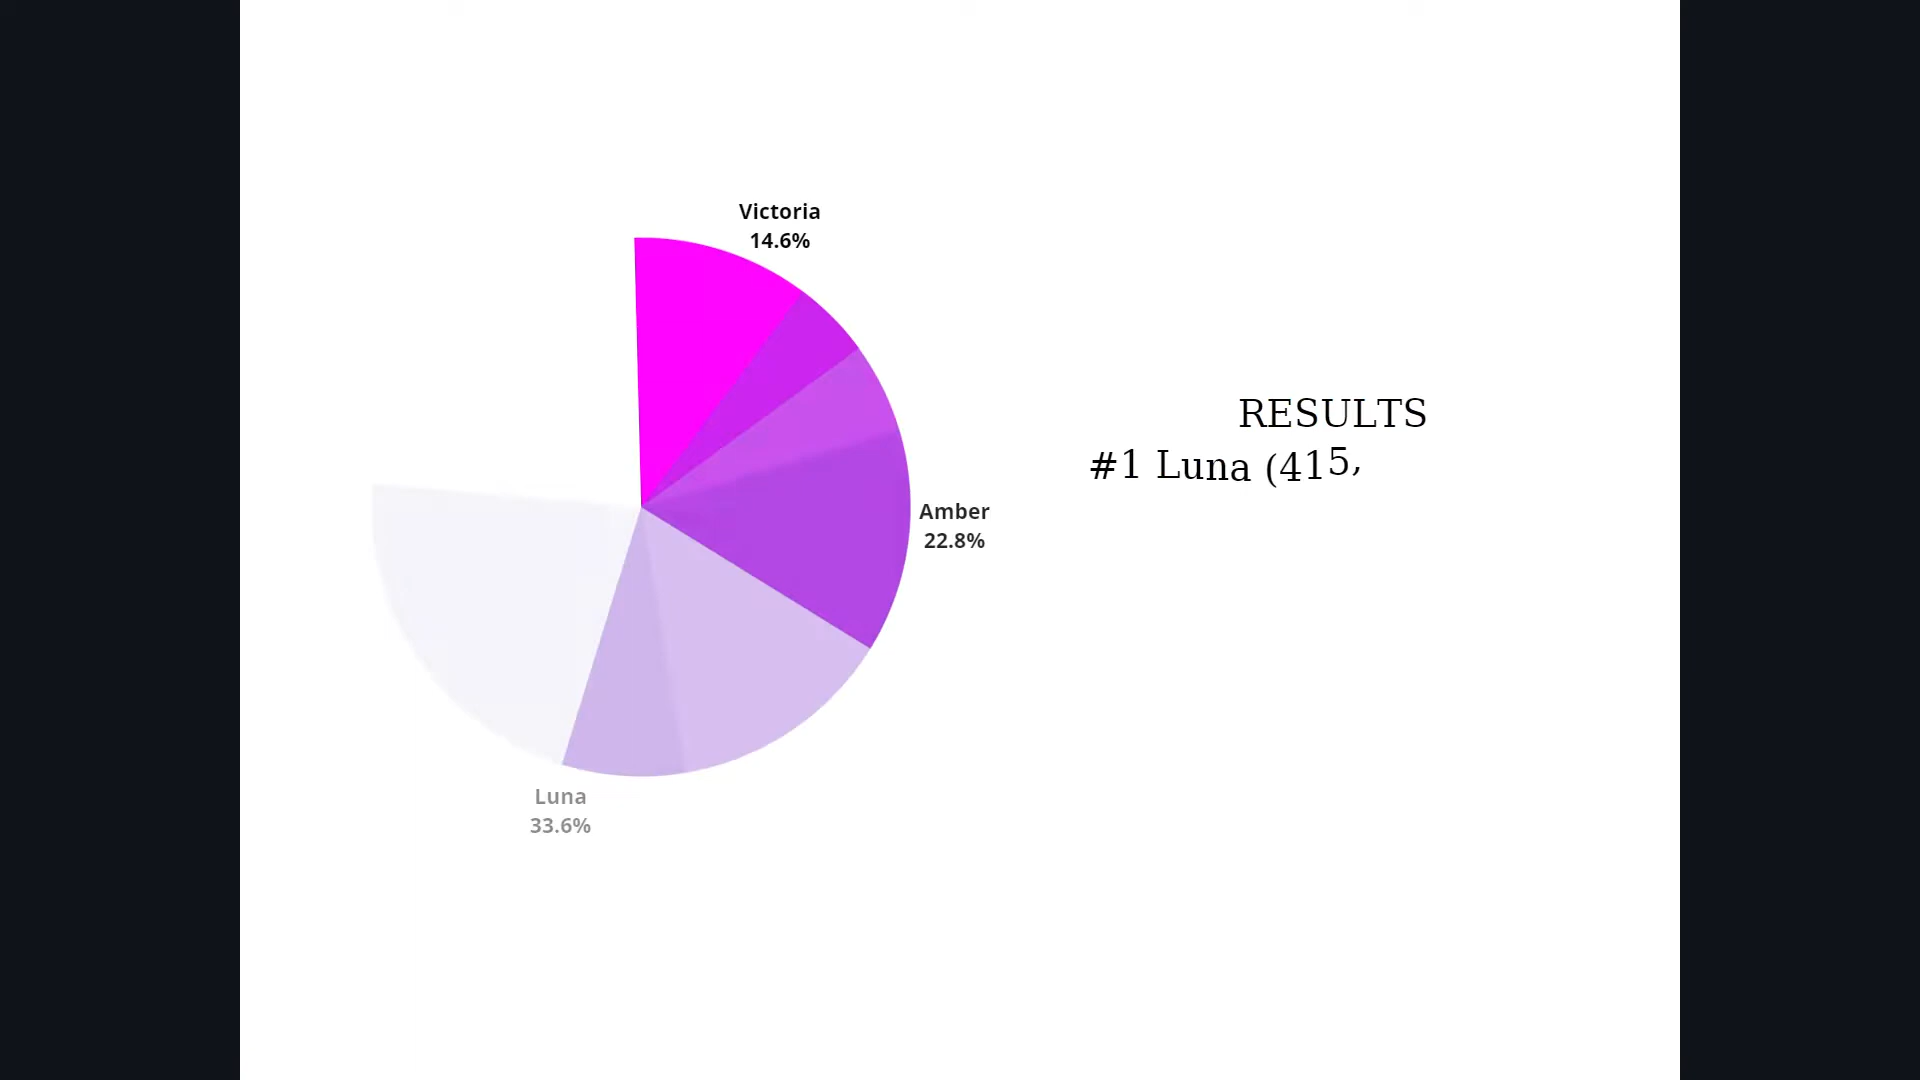 Victoria
14.6%
Amber
22.8%
Luna
33.6%
RESULTS
#1 Luna (415,